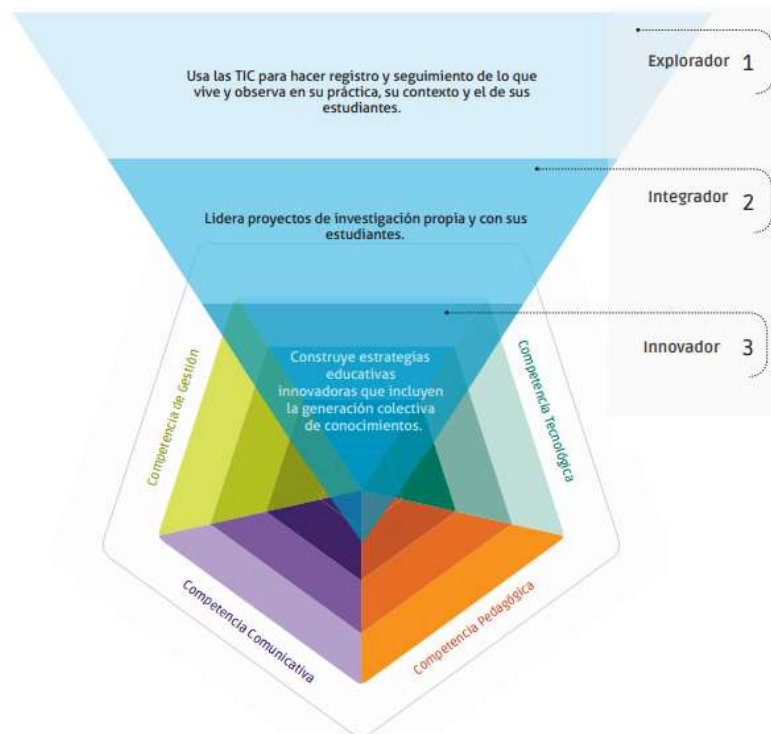 Usa las TIC para hacer registro y seguimiento de lo que
vive y observa en su práctica, su contexto y el de sus
estudiantes.
Explorador 1
Lidera proyectos de investigación propia y con sus
estudiantes.
Integrador 2
Construye estrategias
educativas
innovadoras que incluyen
la generación colectiva
de conocimientos.
Innovador 3
Competencia de Gestión
Competencia Tecnológica
Competencia Comunicativa
Competencia Pedagógica